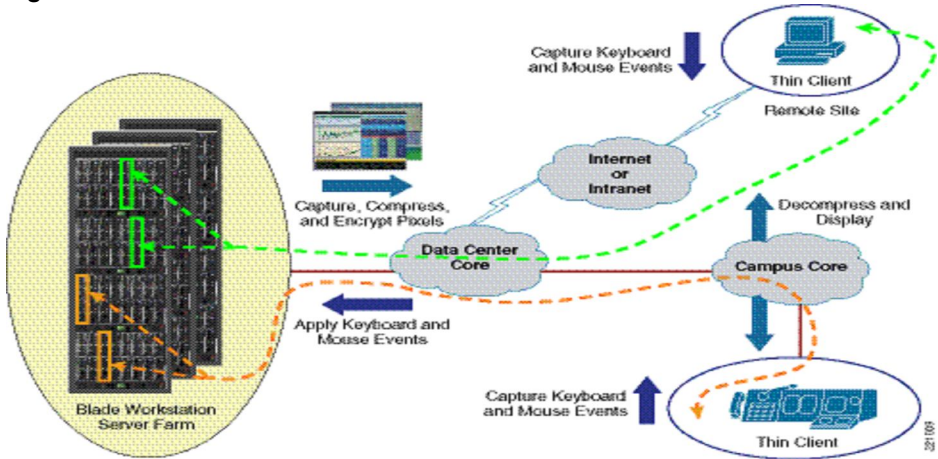 Capture Keyboard
and Mouse Events
Thin Client
Remote Site
Internet
or
Intranet
Capture, Compress,
and Encrypt Pixels
Decompress and
Display
Data Center
Core
Campus Core
Apply Keyboard and
Mouse Events
Blade Workstation
Server Farm
Capture Keyboard
and Mouse Events
Thin Client